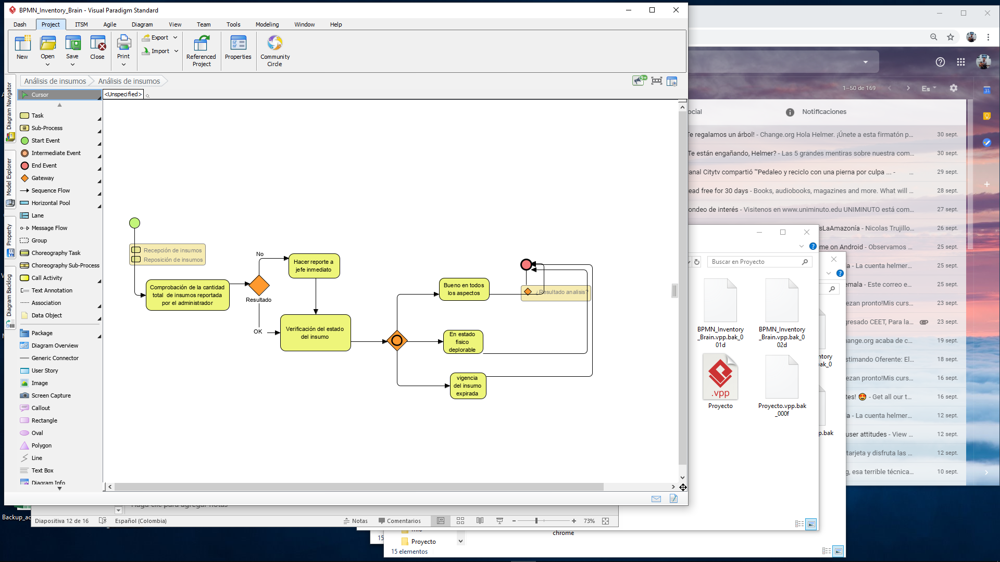 BPMN_Inventory_Brain - Visual Paradigm Standard
Dash Project ITSM Agile Diagram View Team Tools Modeling Window Help
New Open Save Close Print Export Import Referenced Project Properties Community Circle
Análisis de insumos Análisis de insumos
9+
Cursor
<Unspecified>
Diagram Navigator
Model Explorer
Property
Diagram Backlog
Task
Sub-Process
Start Event
Intermediate Event
End Event
Gateway
Sequence Flow
Horizontal Pool
Lane
Message Flow
Group
Choreography Task
Choreography Sub-Process
Call Activity
Text Annotation
Association
Data Object
Package
Diagram Overview
Generic Connector
User Story
Image
Screen Capture
Callout
Rectangle
Oval
Polygon
Line
Text Box
Diagram Info
Recepción de insumos
Reposición de insumos
Comprobación de la cantidad
total de insumos reportada
por el administrador
No
Resultado
OK
Hacer reporte a
jefe inmediato
Verificación del estado
del insumo
Bueno en todos
los aspectos
En estado
físico
deplorable
vigencia
del insumo
expirada
¿Resultado analisis?
1–50 de 169
Es
31
ocial Notificaciones
Te regalamos un árbol! - Change.org Hola Helmer. ¡Únete a esta firmatón p... 30 sept.
Te están engañando, Helmer? - Las 5 grandes mentiras sobre nuestra com... 30 sept.
anal Citytv compartió "'Pedaleo y reciclo con una pierna por culpa ... - ... 29 sept.
ead free for 30 days - Books, audiobooks, magazines and more. What will ... 28 sept.
ondeo de interés - Visitenos en www.uniminuto.edu UNIMINUTO está com... 27 sept.
sLaAmazonía - Nicolas Trujillo... 26 sept.
me on Android - Observamos ... 25 sept.
a - La cuenta helmer... 25 sept.
mala - Este correo e... 25 sept.
ezan pronto!Mis curs... 23 sept.
gresado CEET, Para la... 23 sept.
hange.org acaba de c... 19 sept.
stimando Oferente: El... 18 sept.
ezan pronto!Mis curs... 16 sept.
tes! 😍 - Get all our t... 16 sept.
la - La cuenta helmer... 12 sept.
user attitudes - View ... 12 sept.
tarjeta y disfruta las ... 12 sept.
g, esa terrible técnica... 10 sept.
Buscar en Proyecto
BPMN_Inventory
_Brain.vpp.bak_0
01d
BPMN_Inventory
_Brain.vpp.bak_0
02d
.vpp
Proyecto
Proyecto.vpp.bak
_000f
ntory
ak_0
p.bak
Haga clic para agregar notas
Backup_ac
Diapositiva 12 de 16 Español (Colombia) Notas Comentarios 73%
chrome
15
Proyecto
15 elementos